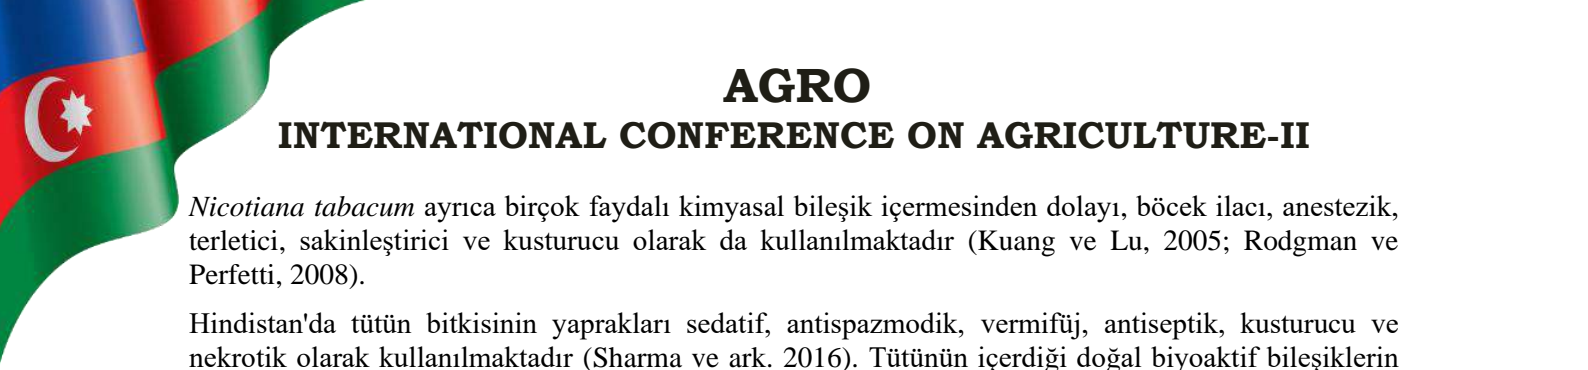 AGRO
INTERNATIONAL CONFERENCE ON AGRICULTURE-II
Nicotiana tabacum ayrıca birçok faydalı kimyasal bileşik içermesinden dolayı, böcek ilacı, anestezik,
terletici, sakinleştirici ve kusturucu olarak da kullanılmaktadır (Kuang ve Lu, 2005; Rodgman ve
Perfetti, 2008).
Hindistan'da tütün bitkisinin yaprakları sedatif, antispazmodik, vermifüj, antiseptik, kusturucu ve
nekrotik olarak kullanılmaktadır (Sharma ve ark. 2016). Tütünün içerdiği doğal biyoaktif bileşiklerin